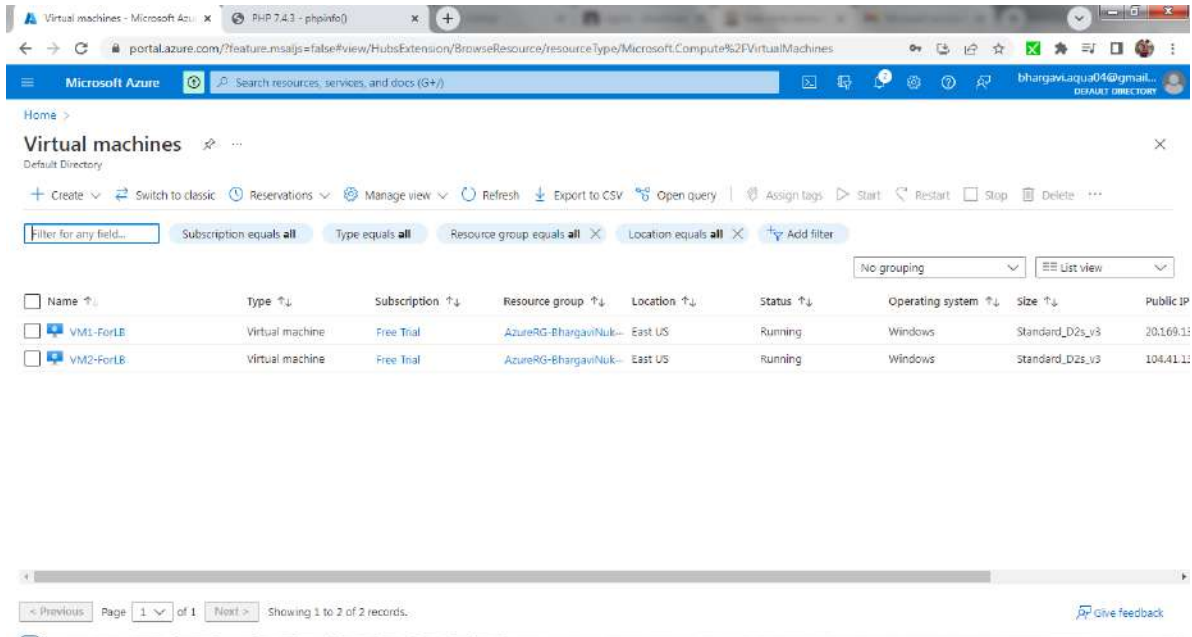 Virtual machines - Microsoft Azu
PHP 7.4.3 - phpinfo()
portal.azure.com/?feature.msaljs=false#view/HubsExtension/BrowseResource/resourceType/Microsoft.Compute%2FVirtualMachines
Microsoft Azure
Search resources, services, and docs (G+/)
bhargavi.aqua04@gmail...
DEFAULT DIRECTORY
Home >
Virtual machines ...
Default Directory
+ Create Switch to classic Reservations Manage view Refresh Export to CSV Open query Assign tags Start Restart Stop Delete ...
Filter for any field... Subscription equals all Type equals all Resource group equals all Location equals all Add filter
No grouping List view
Name Type Subscription Resource group Location Status Operating system Size Public IP
VM1-ForLB Virtual machine Free Trial AzureRG-BhargaviNuk... East US Running Windows Standard_D2s_v3 20.169.13
VM2-ForLB Virtual machine Free Trial AzureRG-BhargaviNuk... East US Running Windows Standard_D2s_v3 104.41.13
< Previous Page 1 of 1 Next > Showing 1 to 2 of 2 records. Give feedback